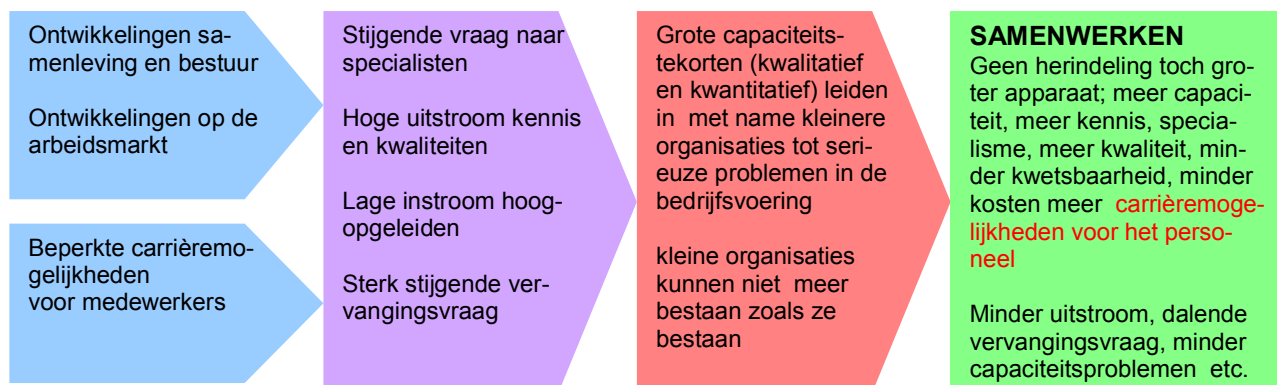 Ontwikkelingen sa-
menleving en bestuur
Ontwikkelingen op de
arbeidsmarkt
Beperkte carrièremo-
gelijkheden
voor medewerkers
Stijgende vraag naar
specialisten
Hoge uitstroom kennis
en kwaliteiten
Lage instroom hoog-
opgeleiden
Sterk stijgende ver-
vangingsvraag
Grote capaciteits-
tekorten (kwalitatief
en kwantitatief) leiden
in met name kleinere
organisaties tot seri-
euze problemen in de
bedrijfsvoering
kleine organisaties
kunnen niet meer
bestaan zoals ze
bestaan
SAMENWERKEN
Geen herindeling toch gro-
ter apparaat; meer capaci-
teit, meer kennis, specia-
lisme, meer kwaliteit, min-
der kwetsbaarheid, minder
kosten meer carrièremoge-
lijkheden voor het perso-
neel
Minder uitstroom, dalende
vervangingsvraag, minder
capaciteitsproblemen etc.